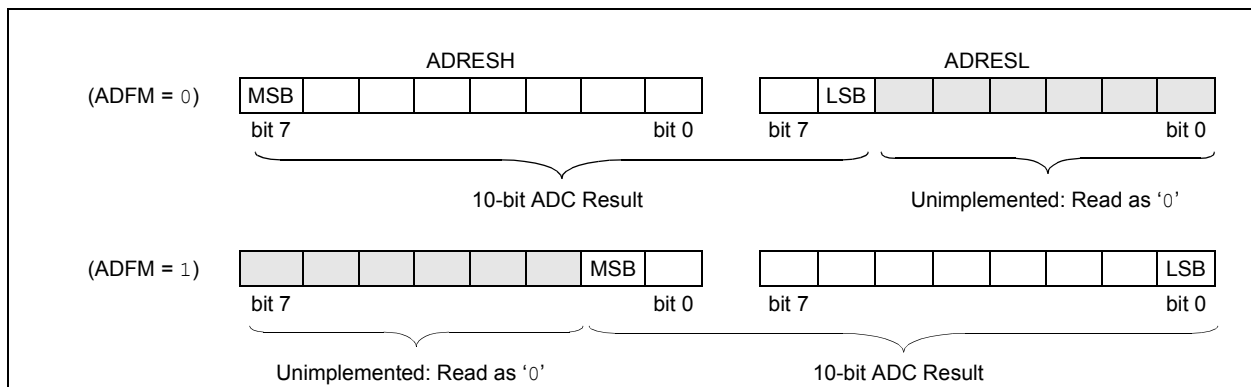 ADRESH ADRESL
(ADFM = 0) MSB LSB
bit 7 bit 0 bit 7 bit 0
10-bit ADC Result Unimplemented: Read as ‘0’
(ADFM = 1) MSB LSB
bit 7 bit 0 bit 7 bit 0
Unimplemented: Read as ‘0’ 10-bit ADC Result